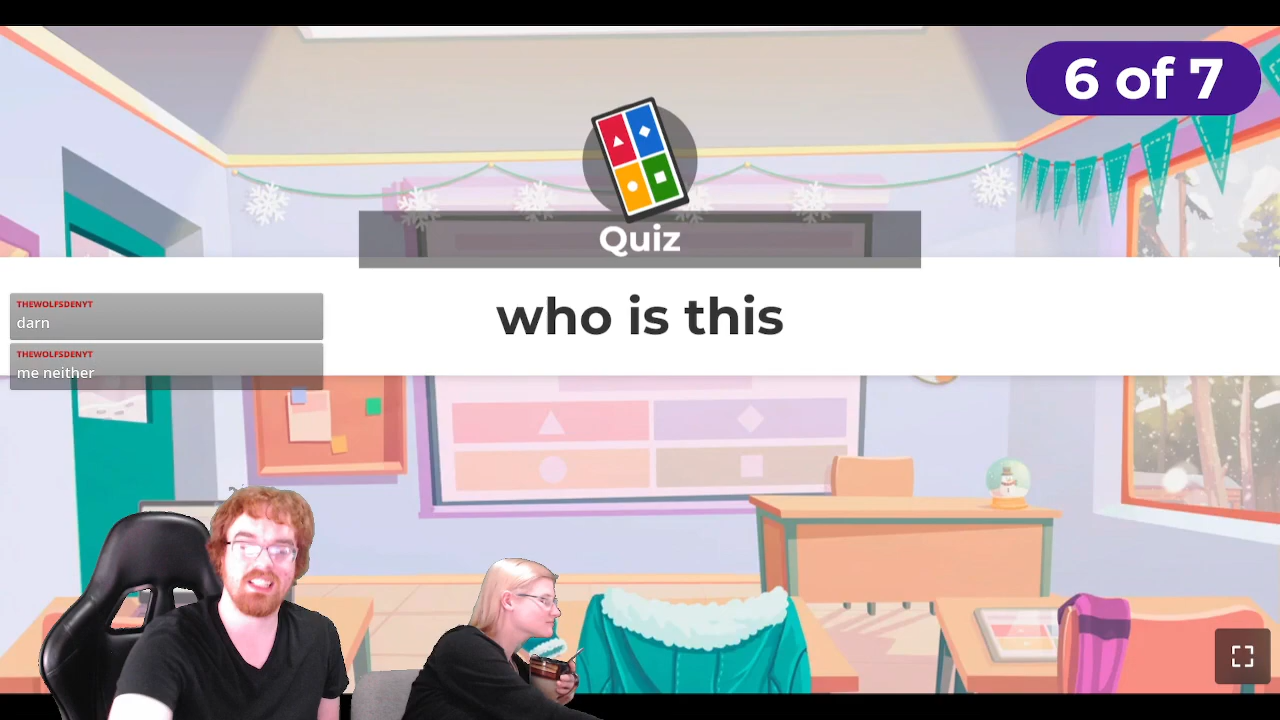 6 of 7
Quiz
who is this
THEWOLFSDENYT
darn
THEWOLFSDENYT
me neither